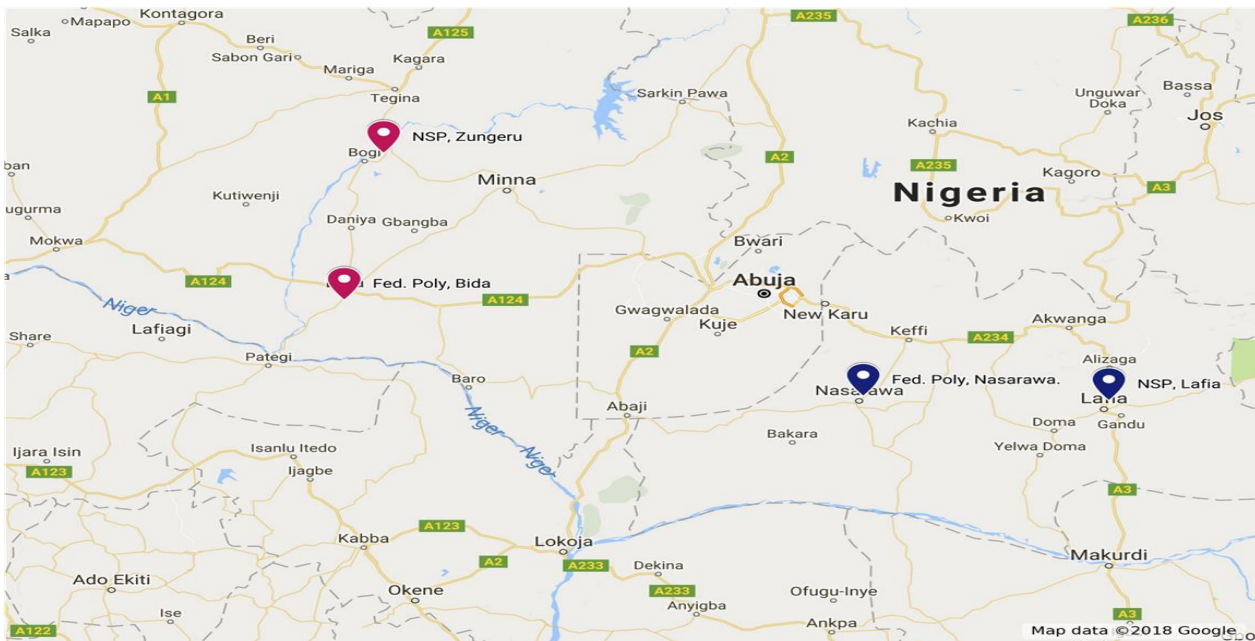 Kontagora
A125
A235
A236
Mapapo
Salka
Beri
Sabon Gari
Kagara
Mariga
Bassa
A1
Tegina
Sarkin Pawa
Unguwar
Doka
Jos
NSP, Zungeru
Kachia
Bogi
A2
A235
Kagoro
Minna
A3
Kutiwenji
Nigeria
ugurma
Daniya
Gbangba
Kwoi
Mokwa
Bwari
A124
Fed. Poly, Bida
Abuja
A124
Niger
Gwagwalada
New Karu
Lafiagi
Kuje
Akwanga
Share
Keffi
A234
Pategi
A2
Alizaga
Baro
Fed. Poly, Nasarawa.
NSP, Lafia
Nasarawa
Lafia
Abaji
Doma
Gandu
Niger
Niger
Bakara
Yelwa Doma
Isanlu Itedo
Ijara Isin
A123
Ijagbe
A3
A123
Kabba
Lokoja
A2
A233
Dekina
Makurdi
Ado Ekiti
Okene
A233
Ofugu-Inye
Ise
Anyigba
A3
A122
Ankpa
Map data ©2018 Google